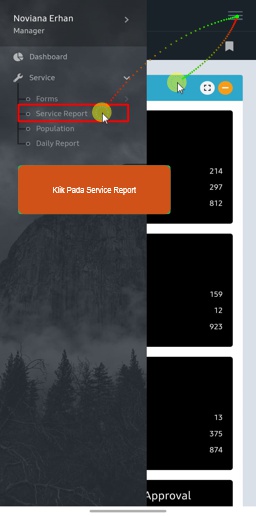 Noviana Erhan
Manager
Dashboard
Service
Forms
Service Report
Population
Daily Report
Klik Pada Service Report
214
297
812
159
12
923
13
375
874
Approval